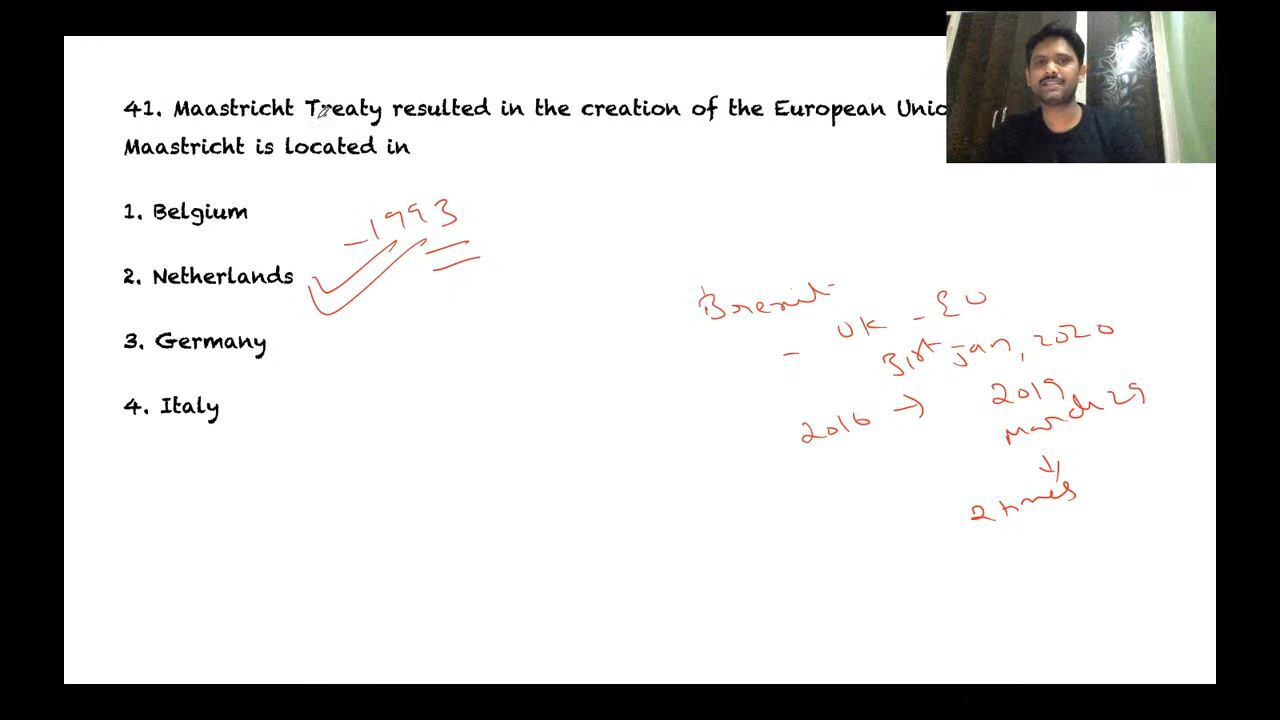 41. Maastricht Treaty resulted in the creation of the European Unio
Maastricht is located in
1. Belgium
- 1993
2. Netherlands
3. Germany
4. Italy
Brexit -
- UK - EU
31st Jan, 2020
2016 → 2019
March 29
↓
2 times